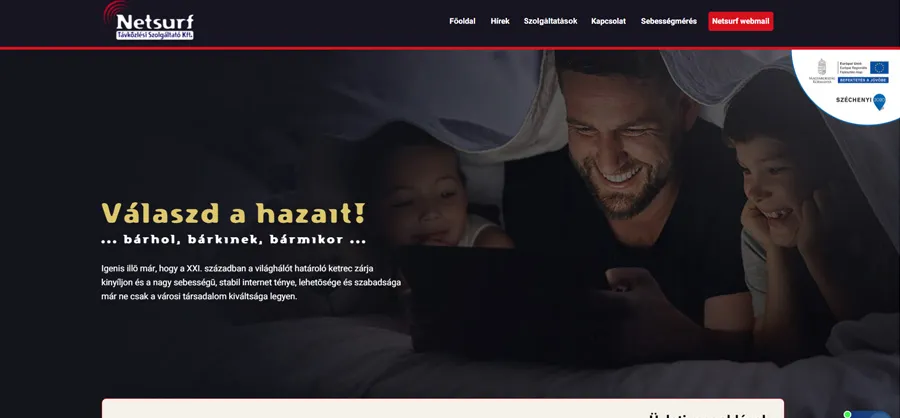 Netsurf
Távközlési Szolgáltató Kft.
Főoldal Hírek Szolgáltatások Kapcsolat Sebességmérés Netsurf webmail
MAGYARORSZÁG KORMÁNYA
Európai Unió
Európai Regionális
Fejlesztési Alap
BEFEKTETÉS A JÖVŐBE
SZÉCHENYI 2020
Válaszd a hazait!
... bárhol, bárkinek, bármikor ...
Igenis illő már, hogy a XXI. században a világhálót határoló ketrec zárja
kinyíljon és a nagy sebességű, stabil internet ténye, lehetősége és szabadsága
már ne csak a városi társadalom kiváltsága legyen.